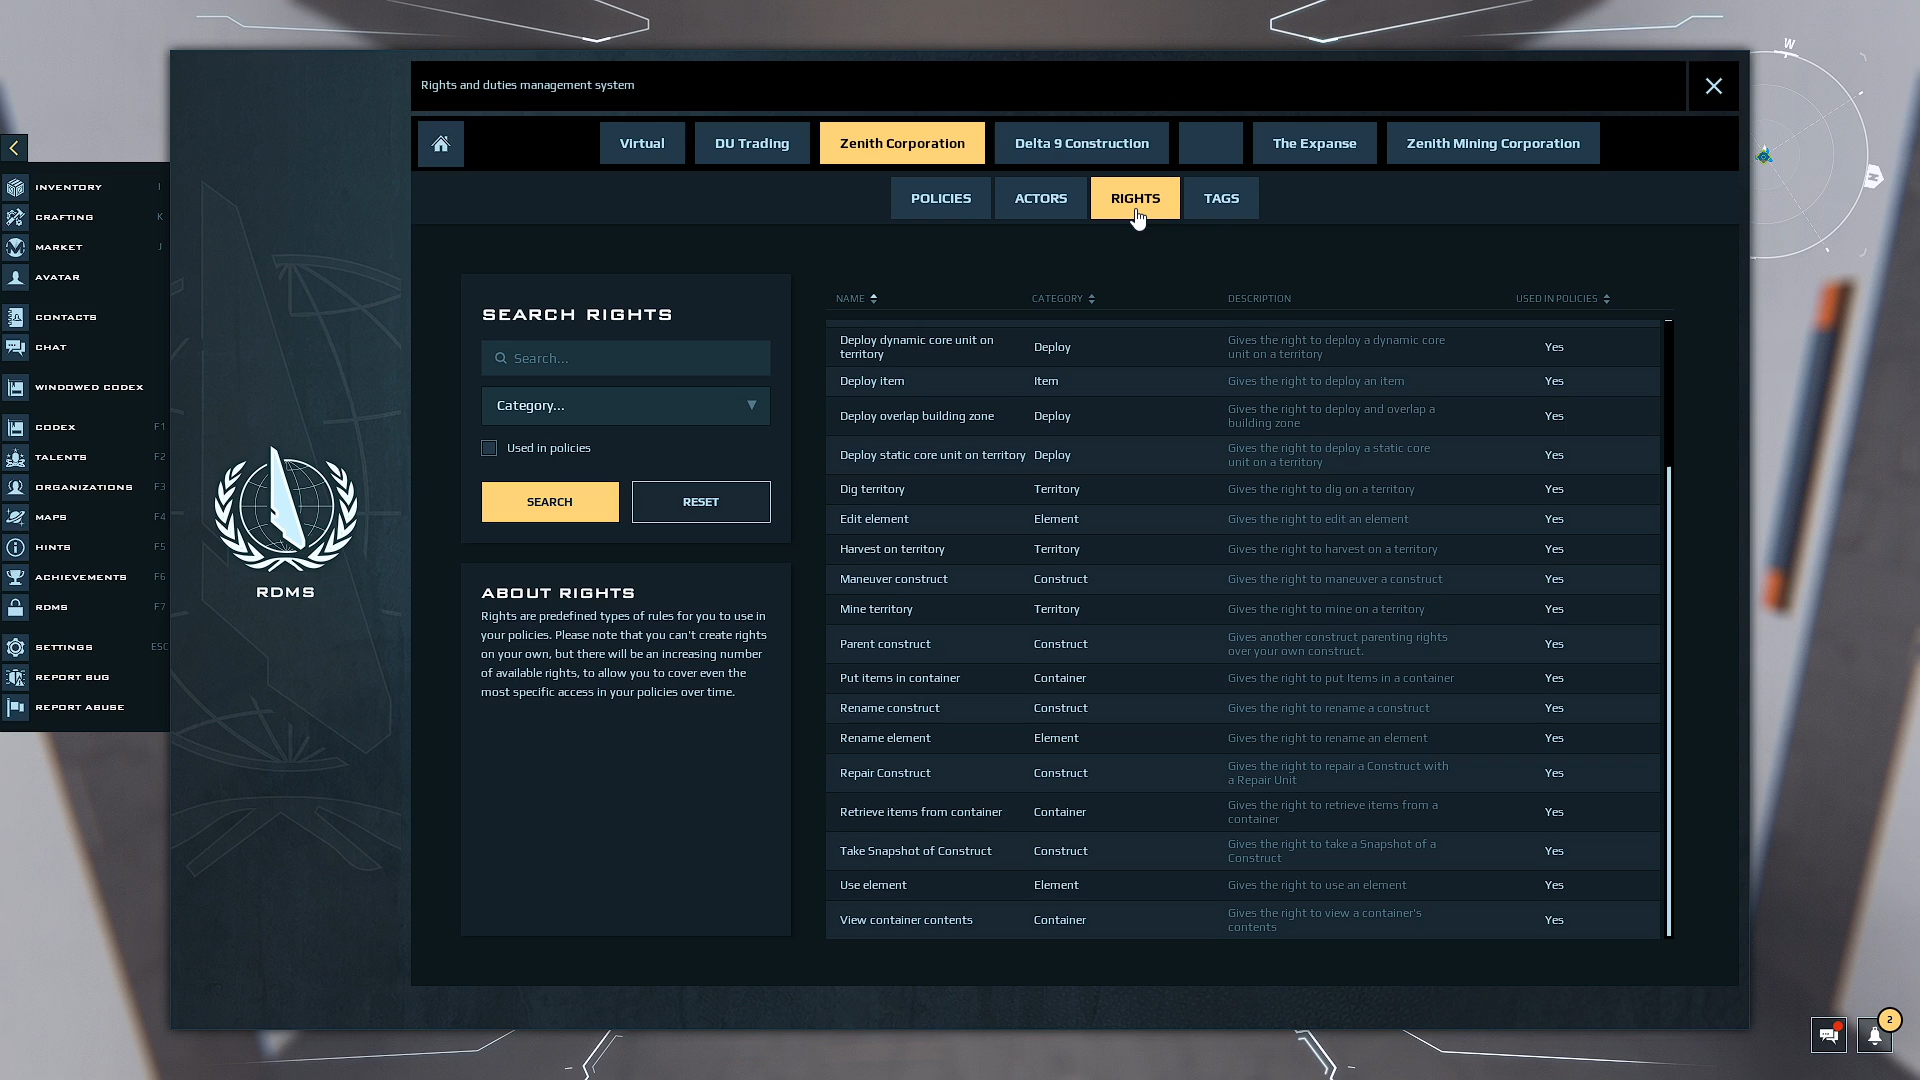 W
N
Rights and duties management system
Virtual
DU Trading
Zenith Corporation
Delta 9 Construction
The Expanse
Zenith Mining Corporation
POLICIES
ACTORS
RIGHTS
TAGS
INVENTORY I
CRAFTING K
MARKET J
AVATAR
CONTACTS
CHAT
WINDOWED CODEX
CODEX F1
TALENTS F2
ORGANIZATIONS F3
MAPS F4
HINTS F5
ACHIEVEMENTS F6
RDMS F7
SETTINGS ESC
REPORT BUG
REPORT ABUSE
RDMS
SEARCH RIGHTS
Search...
Category...
Used in policies
SEARCH
RESET
ABOUT RIGHTS
Rights are predefined types of rules for you to use in
your policies. Please note that you can't create rights
on your own, but there will be an increasing number
of available rights, to allow you to cover even the
most specific access in your policies over time.
NAME CATEGORY DESCRIPTION USED IN POLICIES
Deploy dynamic core unit on
territory
Deploy
Gives the right to deploy a dynamic core
unit on a territory
Yes
Deploy item Item Gives the right to deploy an item Yes
Deploy overlap building zone Deploy
Gives the right to deploy and overlap a
building zone
Yes
Deploy static core unit on territory Deploy
Gives the right to deploy a static core
unit on a territory
Yes
Dig territory Territory Gives the right to dig on a territory Yes
Edit element Element Gives the right to edit an element Yes
Harvest on territory Territory Gives the right to harvest on a territory Yes
Maneuver construct Construct Gives the right to maneuver a construct Yes
Mine territory Territory Gives the right to mine on a territory Yes
Parent construct Construct
Gives another construct parenting rights
over your own construct.
Yes
Put items in container Container Gives the right to put Items in a container Yes
Rename construct Construct Gives the right to rename a construct Yes
Rename element Element Gives the right to rename an element Yes
Repair Construct Construct
Gives the right to repair a Construct with
a Repair Unit
Yes
Retrieve items from container Container
Gives the right to retrieve items from a
container
Yes
Take Snapshot of Construct Construct
Gives the right to take a Snapshot of a
Construct
Yes
Use element Element Gives the right to use an element Yes
View container contents Container
Gives the right to view a container's
contents
Yes
2